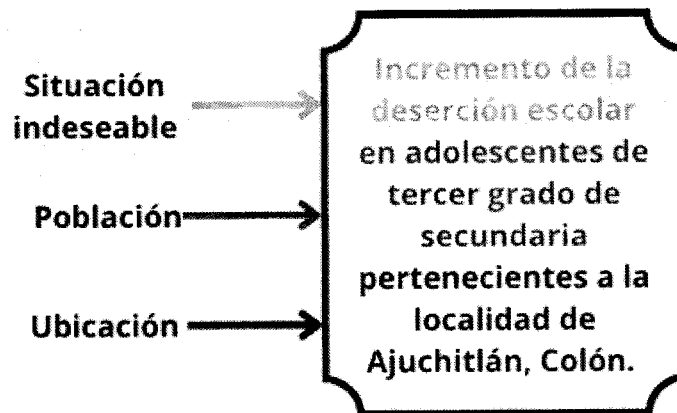 Situación
indeseable
Población
Ubicación
Incremento de la
deserción escolar
en adolescentes de
tercer grado de
secundaria
pertenecientes a la
localidad de
Ajuchitlán, Colón.